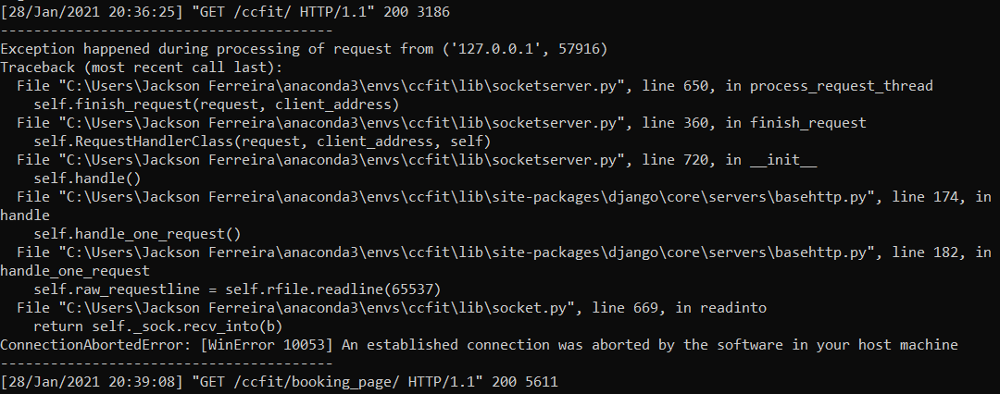 [28/Jan/2021 20:36:25] "GET /ccfit/ HTTP/1.1" 200 3186
----------------------------------------
Exception happened during processing of request from ('127.0.0.1', 57916)
Traceback (most recent call last):
  File "C:\Users\Jackson Ferreira\anaconda3\envs\ccfit\lib\socketserver.py", line 650, in process_request_thread
    self.finish_request(request, client_address)
  File "C:\Users\Jackson Ferreira\anaconda3\envs\ccfit\lib\socketserver.py", line 360, in finish_request
    self.RequestHandlerClass(request, client_address, self)
  File "C:\Users\Jackson Ferreira\anaconda3\envs\ccfit\lib\socketserver.py", line 720, in __init__
    self.handle()
  File "C:\Users\Jackson Ferreira\anaconda3\envs\ccfit\lib\site-packages\django\core\servers\basehttp.py", line 174, in
handle
    self.handle_one_request()
  File "C:\Users\Jackson Ferreira\anaconda3\envs\ccfit\lib\site-packages\django\core\servers\basehttp.py", line 182, in
handle_one_request
    self.raw_requestline = self.rfile.readline(65537)
  File "C:\Users\Jackson Ferreira\anaconda3\envs\ccfit\lib\socket.py", line 669, in readinto
    return self._sock.recv_into(b)
ConnectionAbortedError: [WinError 10053] An established connection was aborted by the software in your host machine
----------------------------------------
[28/Jan/2021 20:39:08] "GET /ccfit/booking_page/ HTTP/1.1" 200 5611